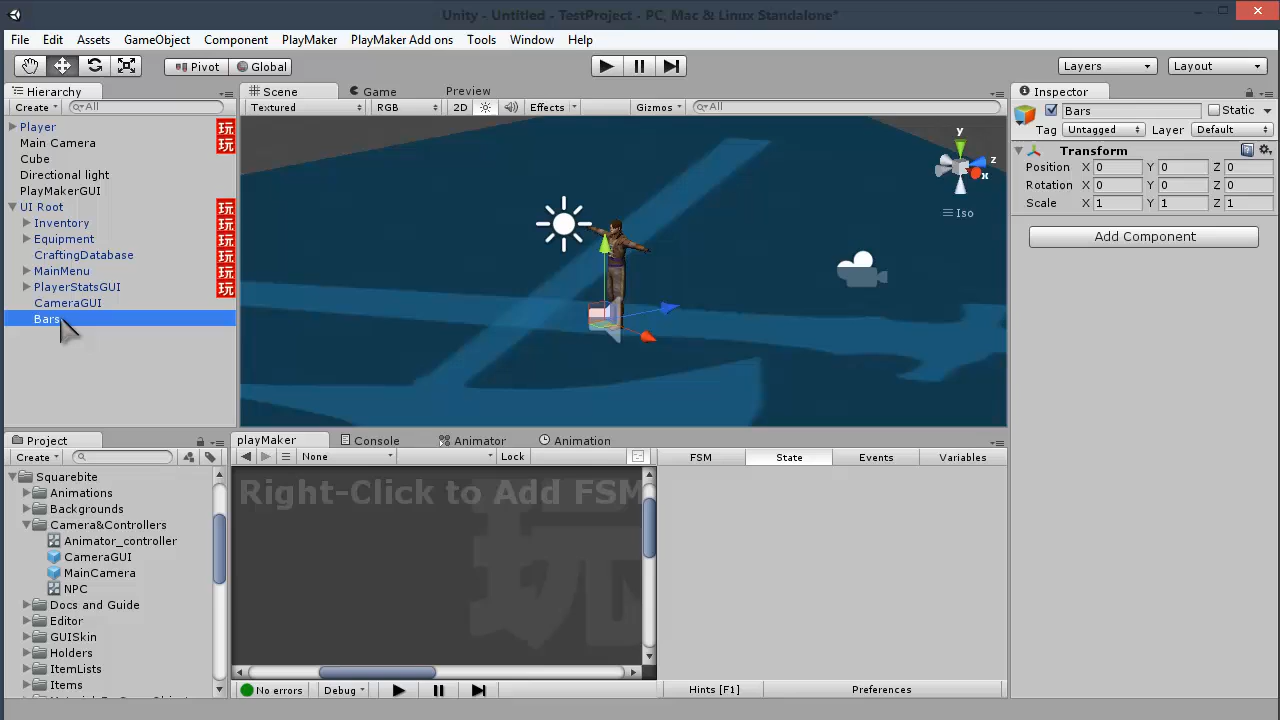 Unity - Untitled - TestProject - PC, Mac & Linux Standalone*
File Edit Assets GameObject Component PlayMaker PlayMaker Add ons Tools Window Help
Pivot Global Layers Layout
Hierarchy
Create All
Player 玩
Main Camera 玩
Cube
Directional light
PlayMakerGUI
UI Root 玩
Inventory 玩
Equipment 玩
CraftingDatabase
MainMenu 玩
PlayerStatsGUI 玩
CameraGUI
Bars
Scene Game Preview
Textured RGB 2D Effects Gizmos All
y
z
x
Iso
Inspector
Bars Static
Tag Untagged Layer Default
Transform
Position X 0 Y 0 Z 0
Rotation X 0 Y 0 Z 0
Scale X 1 Y 1 Z 1
Add Component
Project
Create
Squarebite
Animations
Backgrounds
Camera&Controllers
Animator_controller
CameraGUI
MainCamera
NPC
Docs and Guide
Editor
GUISkin
Holders
ItemLists
Items
playMaker Console Animator Animation
None Lock FSM State Events Variables
Right-Click to Add FSM
玩
No errors Debug Hints [F1] Preferences